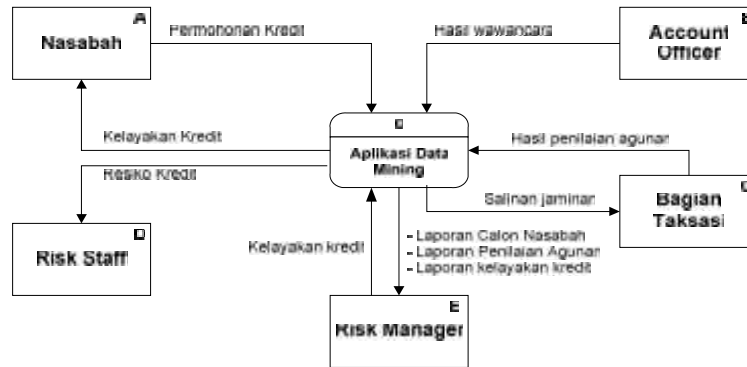 A
Nasabah
Permohonan Kredit
Hasil wawancara
Account
Officer
Kelayakan Kredit
Aplikasi Data
Mining
Hasil penilaian agunan
Resiko Kredit
Salinan jaminan
Bagian
Taksasi
D
Risk Staff
Kelayakan kredit
- Laporan Calon Nasabah
- Laporan Penilaian Agunan
- Laporan kelayakan kredit
E
Risk Manager